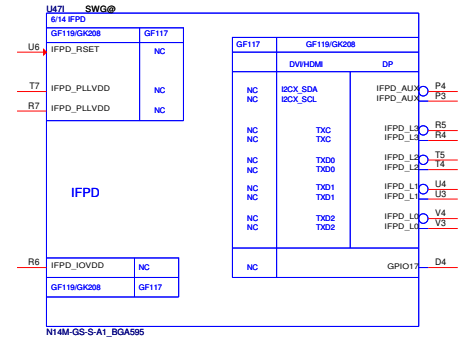 U47I SWG@
6/14 IFPD
GF119/GK208 GF117
U6 IFPD_RSET NC
GF117 GF119/GK208
DVI/HDMI DP
T7 IFPD_PLLVDD NC
R7 IFPD_PLLVDD NC
NC I2CX_SDA IFPD_AUX P4
NC I2CX_SCL IFPD_AUX P3
NC TXC IFPD_L3 R5
NC TXC IFPD_L3 R4
NC TXD0 IFPD_L2 T5
NC TXD0 IFPD_L2 T4
IFPD
NC TXD1 IFPD_L1 U4
NC TXD1 IFPD_L1 U3
NC TXD2 IFPD_L0 V4
NC TXD2 IFPD_L0 V3
R6 IFPD_IOVDD NC
NC GPIO17 D4
GF119/GK208 GF117
N14M-GS-S-A1_BGA595